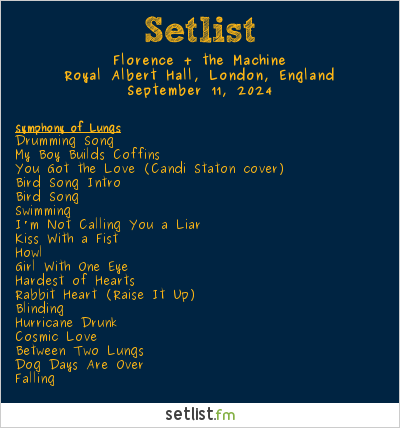 Setlist
Florence + the Machine
Royal Albert Hall, London, England
September 11, 2024
Symphony of Lungs
Drumming Song
My Boy Builds Coffins
You Got the Love (Candi Staton cover)
Bird Song Intro
Bird Song
Swimming
I'm Not Calling You a Liar
Kiss With a Fist
Howl
Girl With One Eye
Hardest of Hearts
Rabbit Heart (Raise It Up)
Blinding
Hurricane Drunk
Cosmic Love
Between Two Lungs
Dog Days Are Over
Falling
setlist.fm